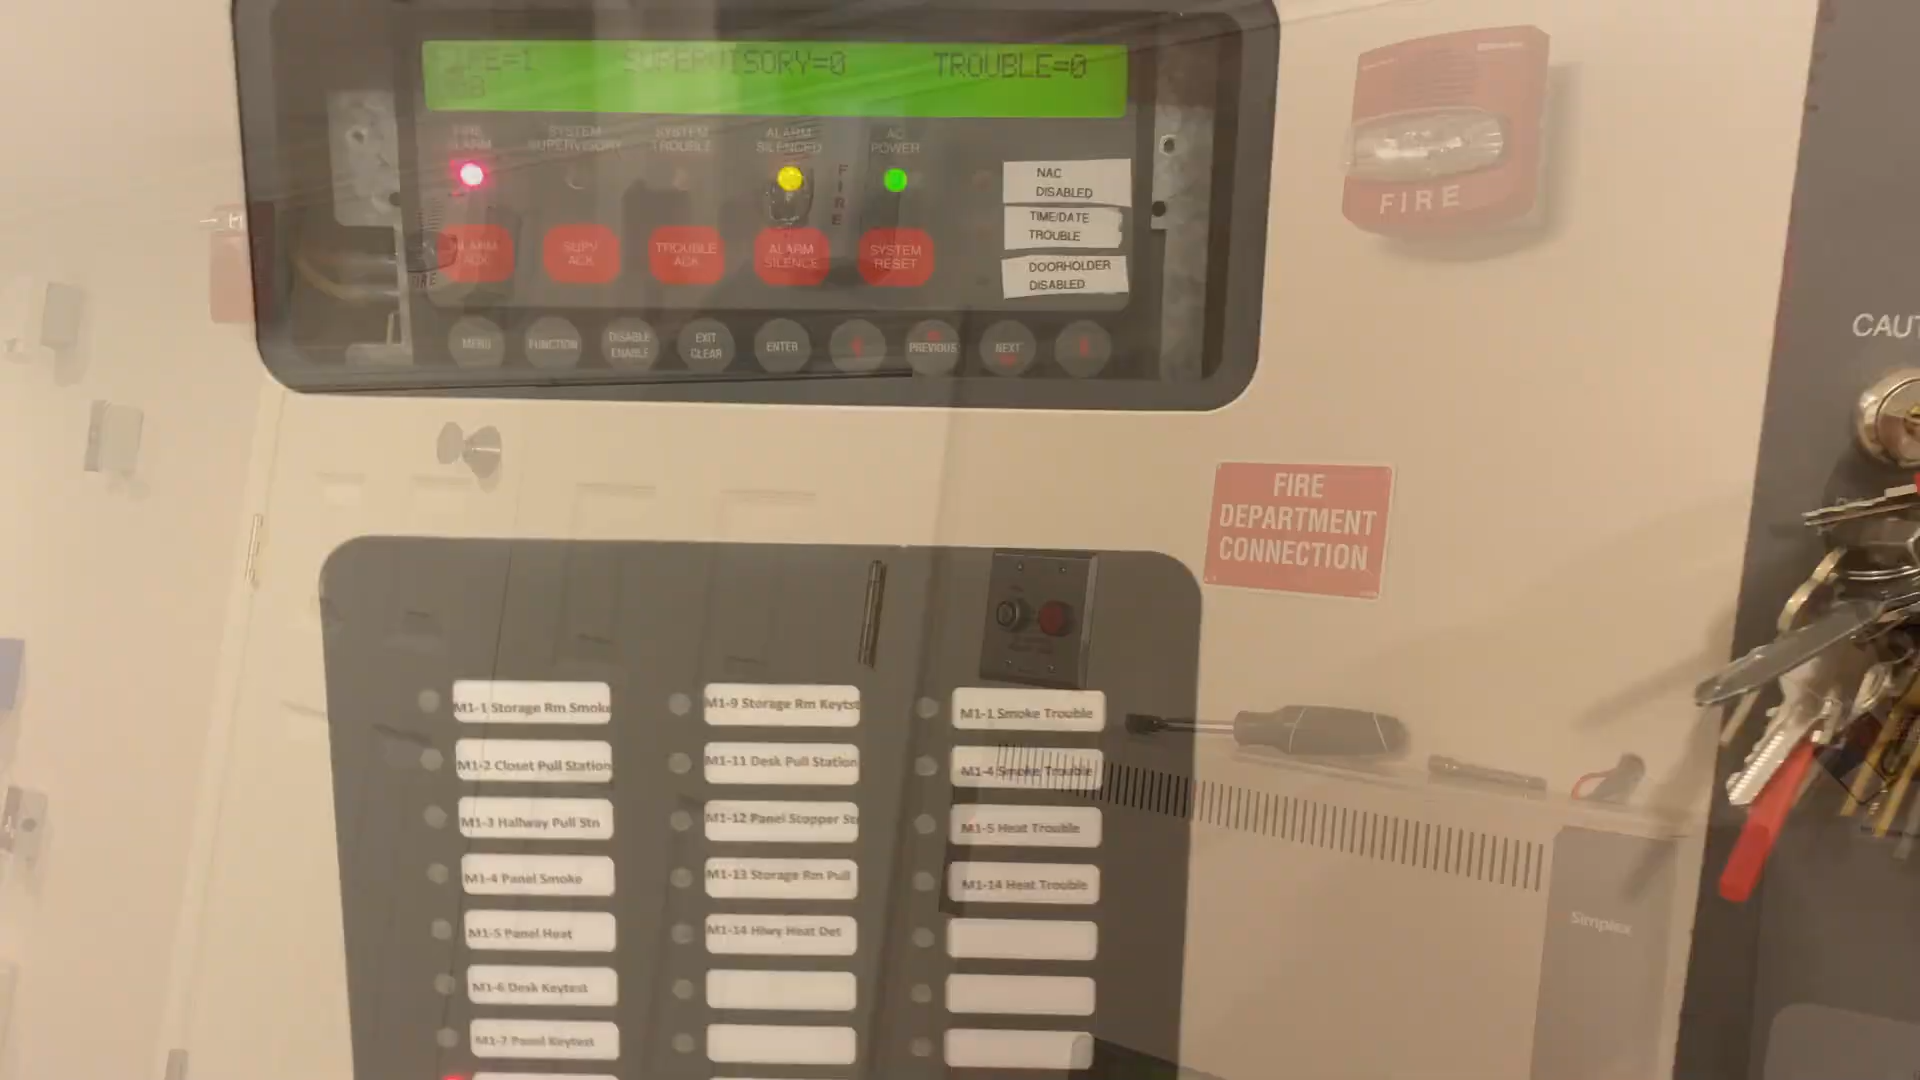 SUPERVISORY=0
TROUBLE=0
SYSTEM
SUPERVISORY
SYSTEM
TROUBLE
ALARM
SILENCED
AC
POWER
NAC
DISABLED
TIME/DATE
TROUBLE
DOORHOLDER
DISABLED
FIRE
FIRE
ALARM
ACK
SUPV
ACK
TROUBLE
ACK
ALARM
SILENCE
SYSTEM
RESET
MENU
FUNCTION
DISABLE
ENABLE
EXIT
CLEAR
ENTER
PREVIOUS
NEXT
FIRE
FIRE
DEPARTMENT
CONNECTION
M1-1 Storage Rm Smoke
M1-2 Closet Pull Station
M1-3 Hallway Pull Stn
M1-4 Panel Smoke
M1-5 Panel Heat
M1-6 Desk Keytest
M1-7 Panel Keytest
M1-9 Storage Rm Keytst
M1-11 Desk Pull Station
M1-12 Panel Stopper
M1-13 Storage Rm Pull
M1-14 Hlwy Heat Det
M1-1 Smoke Trouble
M1-4 Smoke Trouble
M1-5 Heat Trouble
M1-14 Heat Trouble
Simplex